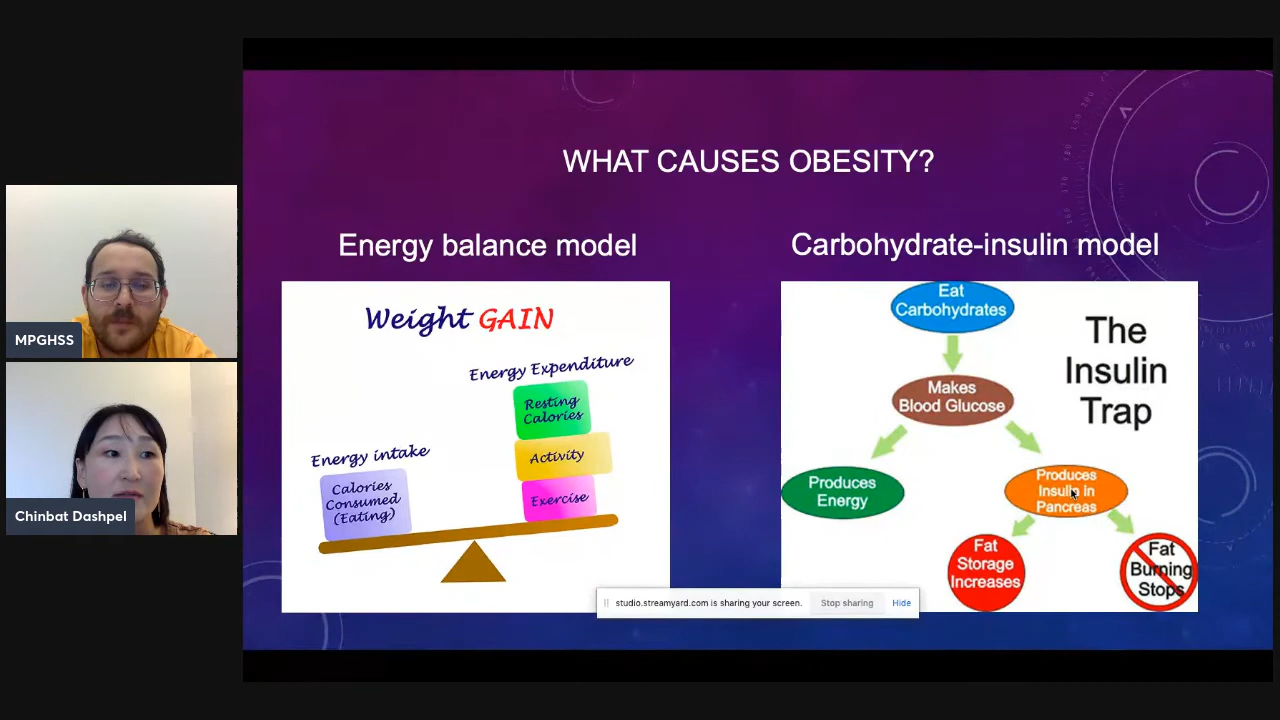 MPGHSS
Chinbat Dashpel
WHAT CAUSES OBESITY?
Energy balance model
Weight GAIN
Energy Expenditure
Resting
Calories
Activity
Exercise
Energy intake
Calories
Consumed
(Eating)
Carbohydrate-insulin model
The
Insulin
Trap
Eat
Carbohydrates
Makes
Blood Glucose
Produces
Energy
Produces
Insulin in
Pancreas
Fat
Storage
Increases
Fat
Burning
Stops
studio.streamyard.com is sharing your screen.
Stop sharing
Hide